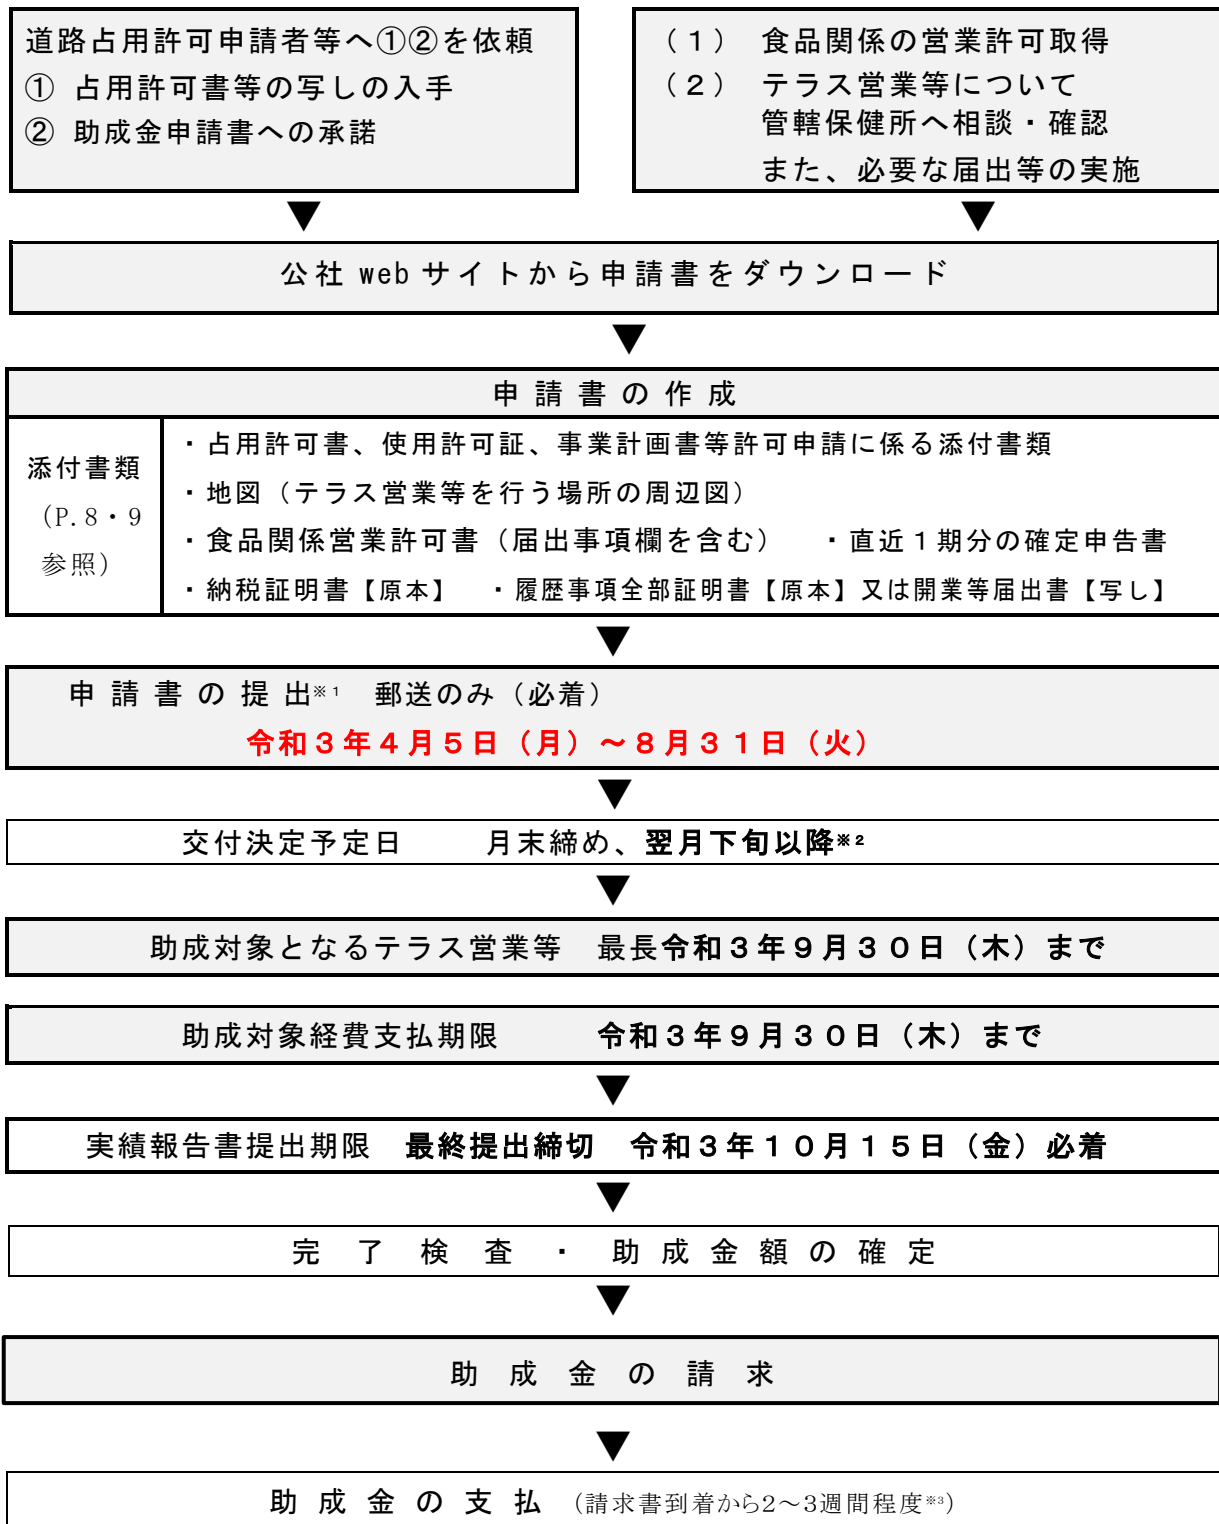 道路占用許可申請者等へ①②を依頼
① 占用許可書等の写しの入手
② 助成金申請書への承諾
（１） 食品関係の営業許可取得
（２） テラス営業等について
管轄保健所へ相談・確認
また、必要な届出等の実施
▼ ▼
公社 web サイトから申請書をダウンロード
▼
申請書の作成
添付書類
（P.8・9
参照）
・占用許可書、使用許可証、事業計画書等許可申請に係る添付書類
・地図（テラス営業等を行う場所の周辺図）
・食品関係営業許可書（届出事項欄を含む） ・直近１期分の確定申告書
・納税証明書【原本】 ・履歴事項全部証明書【原本】又は開業等届出書【写し】
▼
申請書の提出※１ 郵送のみ（必着）
令和３年４月５日（月）～８月３１日（火）
▼
交付決定予定日 月末締め、翌月下旬以降※２
▼
助成対象となるテラス営業等 最長令和３年９月３０日（木）まで
助成対象経費支払期限 令和３年９月３０日（木）まで
▼
実績報告書提出期限 最終提出締切 令和３年１０月１５日（金）必着
▼
完了検査・助成金額の確定
▼
助成金の請求
▼
助成金の支払（請求書到着から2～3週間程度※3）